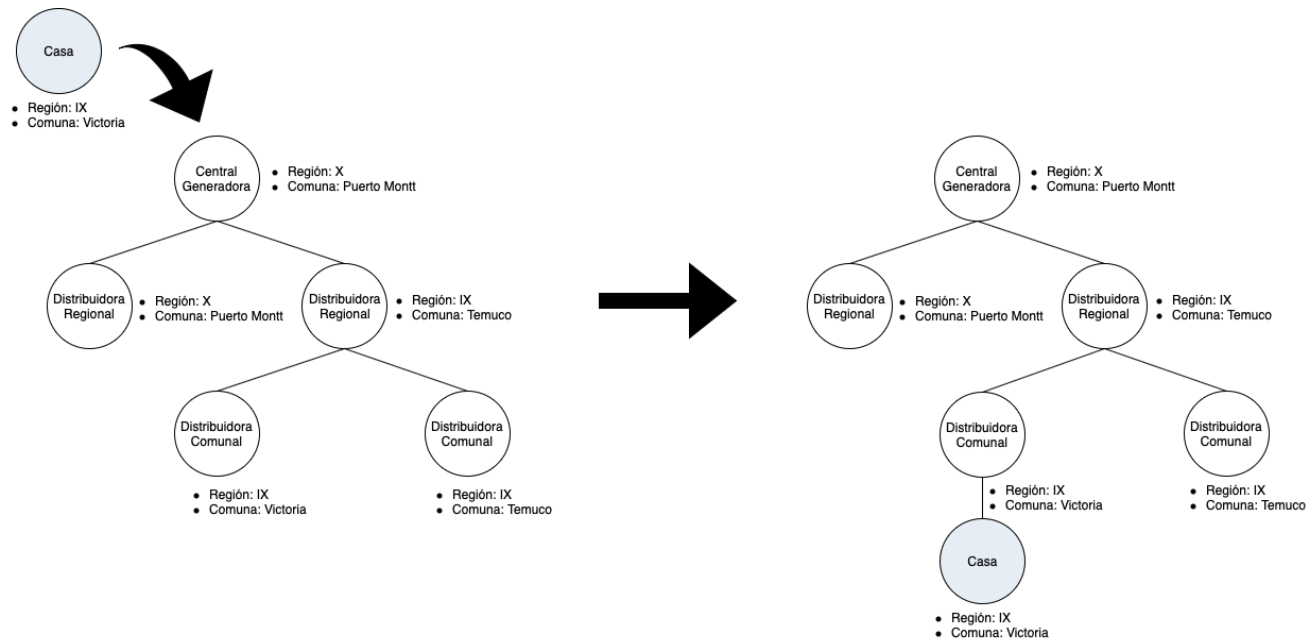 Casa
• Región: IX
• Comuna: Victoria
Central
Generadora
• Región: X
• Comuna: Puerto Montt
Distribuidora
Regional
• Región: X
• Comuna: Puerto Montt
Distribuidora
Regional
• Región: IX
• Comuna: Temuco
Distribuidora
Comunal
• Región: IX
• Comuna: Victoria
Distribuidora
Comunal
• Región: IX
• Comuna: Temuco
Central
Generadora
• Región: X
• Comuna: Puerto Montt
Distribuidora
Regional
• Región: X
• Comuna: Puerto Montt
Distribuidora
Regional
• Región: IX
• Comuna: Temuco
Distribuidora
Comunal
• Región: IX
• Comuna: Victoria
Distribuidora
Comunal
• Región: IX
• Comuna: Temuco
Casa
• Región: IX
• Comuna: Victoria